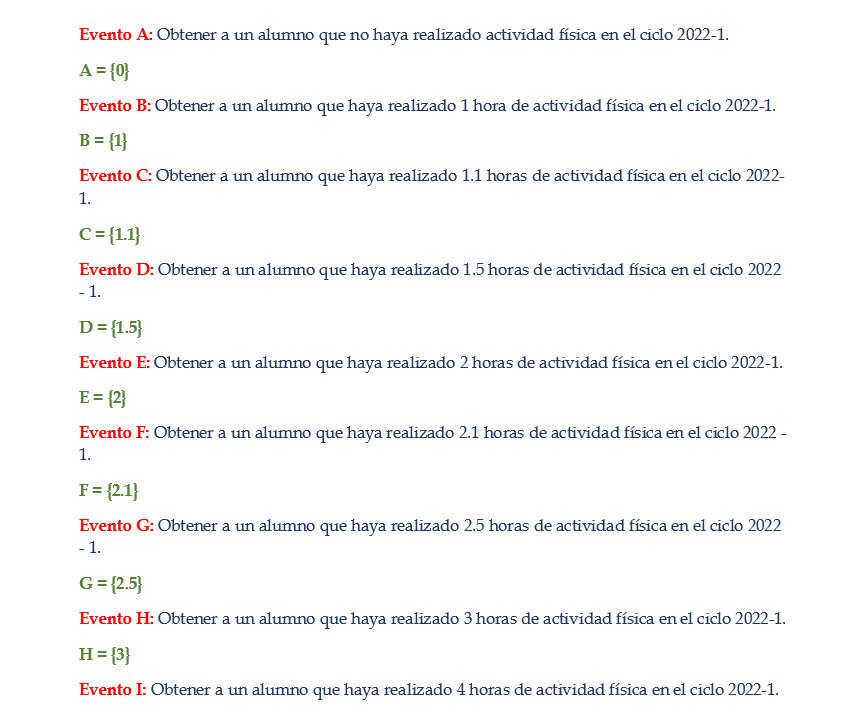 Evento A: Obtener a un alumno que no haya realizado actividad física en el ciclo 2022-1.
A = {0}
Evento B: Obtener a un alumno que haya realizado 1 hora de actividad física en el ciclo 2022-1.
B = {1}
Evento C: Obtener a un alumno que haya realizado 1.1 horas de actividad física en el ciclo 2022-
1.
C = {1.1}
Evento D: Obtener a un alumno que haya realizado 1.5 horas de actividad física en el ciclo 2022
- 1.
D = {1.5}
Evento E: Obtener a un alumno que haya realizado 2 horas de actividad física en el ciclo 2022-1.
E = {2}
Evento F: Obtener a un alumno que haya realizado 2.1 horas de actividad física en el ciclo 2022 -
1.
F = {2.1}
Evento G: Obtener a un alumno que haya realizado 2.5 horas de actividad física en el ciclo 2022
- 1.
G = {2.5}
Evento H: Obtener a un alumno que haya realizado 3 horas de actividad física en el ciclo 2022-1.
H = {3}
Evento I: Obtener a un alumno que haya realizado 4 horas de actividad física en el ciclo 2022-1.